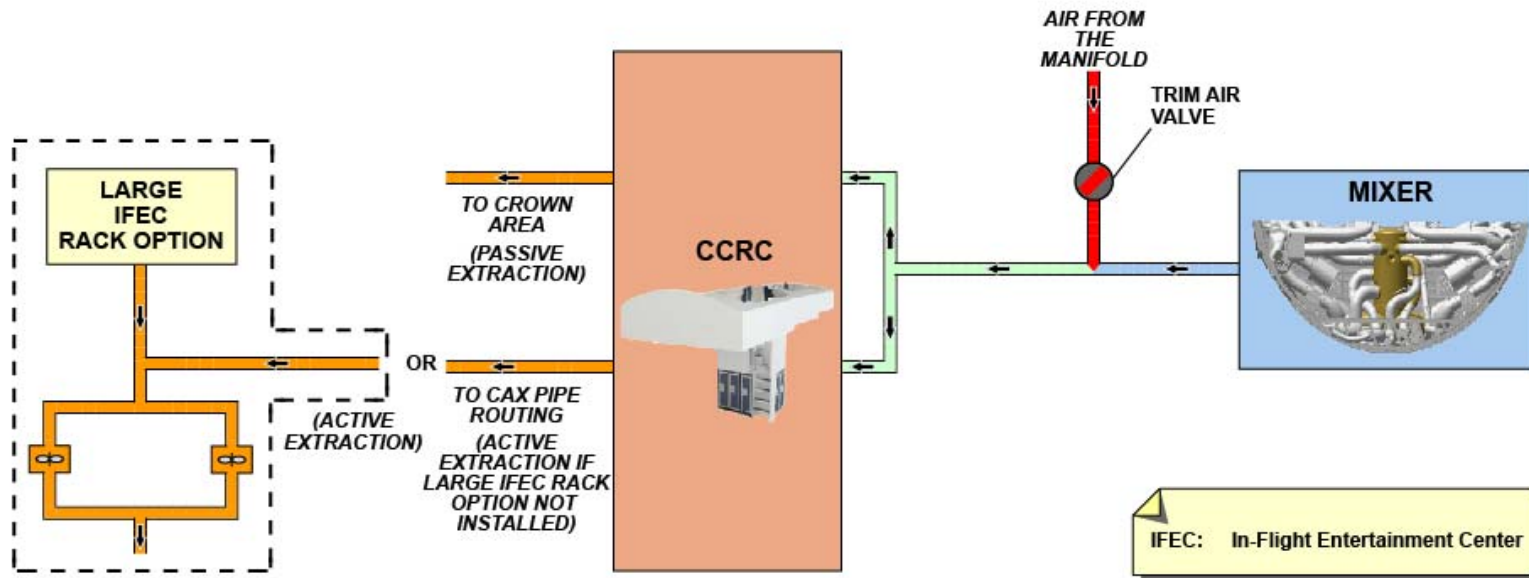 AIR FROM
THE
MANIFOLD
TRIM AIR
VALVE
MIXER
LARGE
IFEC
RACK OPTION
TO CROWN
AREA
(PASSIVE
EXTRACTION)
CCRC
OR
TO CAX PIPE
ROUTING
(ACTIVE
EXTRACTION IF
LARGE IFEC RACK
OPTION NOT
INSTALLED)
(ACTIVE
EXTRACTION)
IFEC: In-Flight Entertainment Center